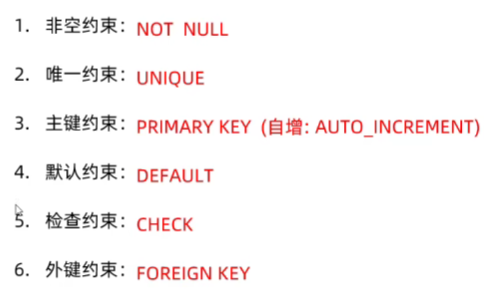 1. 非空约束：NOT NULL
2. 唯一约束：UNIQUE
3. 主键约束：PRIMARY KEY (自增: AUTO_INCREMENT)
4. 默认约束：DEFAULT
5. 检查约束：CHECK
6. 外键约束：FOREIGN KEY